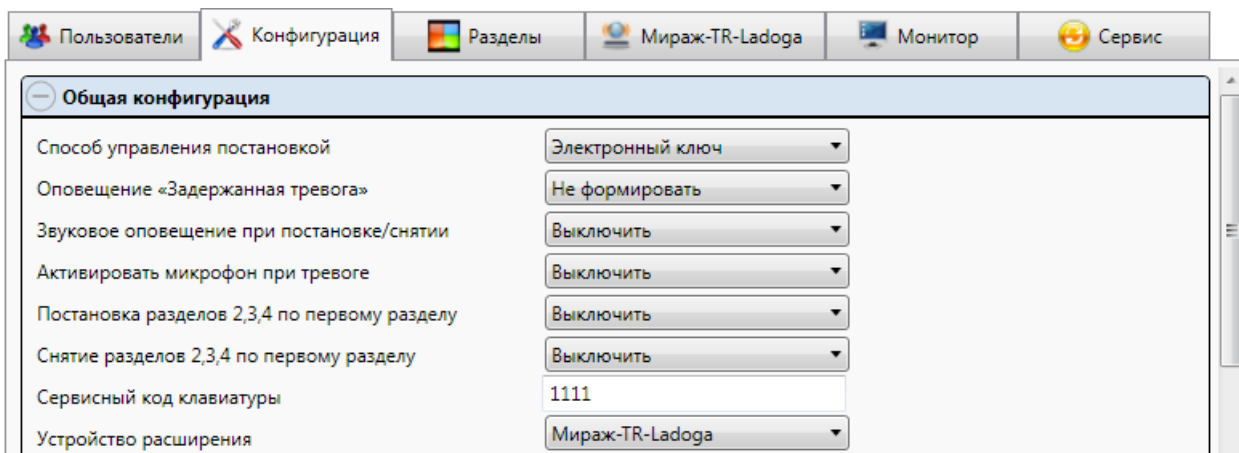 Пользователи Конфигурация Разделы Мираж-TR-Ladoga Монитор Сервис
Общая конфигурация
Способ управления постановкой Электронный ключ
Оповещение «Задержанная тревога» Не формировать
Звуковое оповещение при постановке/снятии Выключить
Активировать микрофон при тревоге Выключить
Постановка разделов 2,3,4 по первому разделу Выключить
Снятие разделов 2,3,4 по первому разделу Выключить
Сервисный код клавиатуры 1111
Устройство расширения Мираж-TR-Ladoga